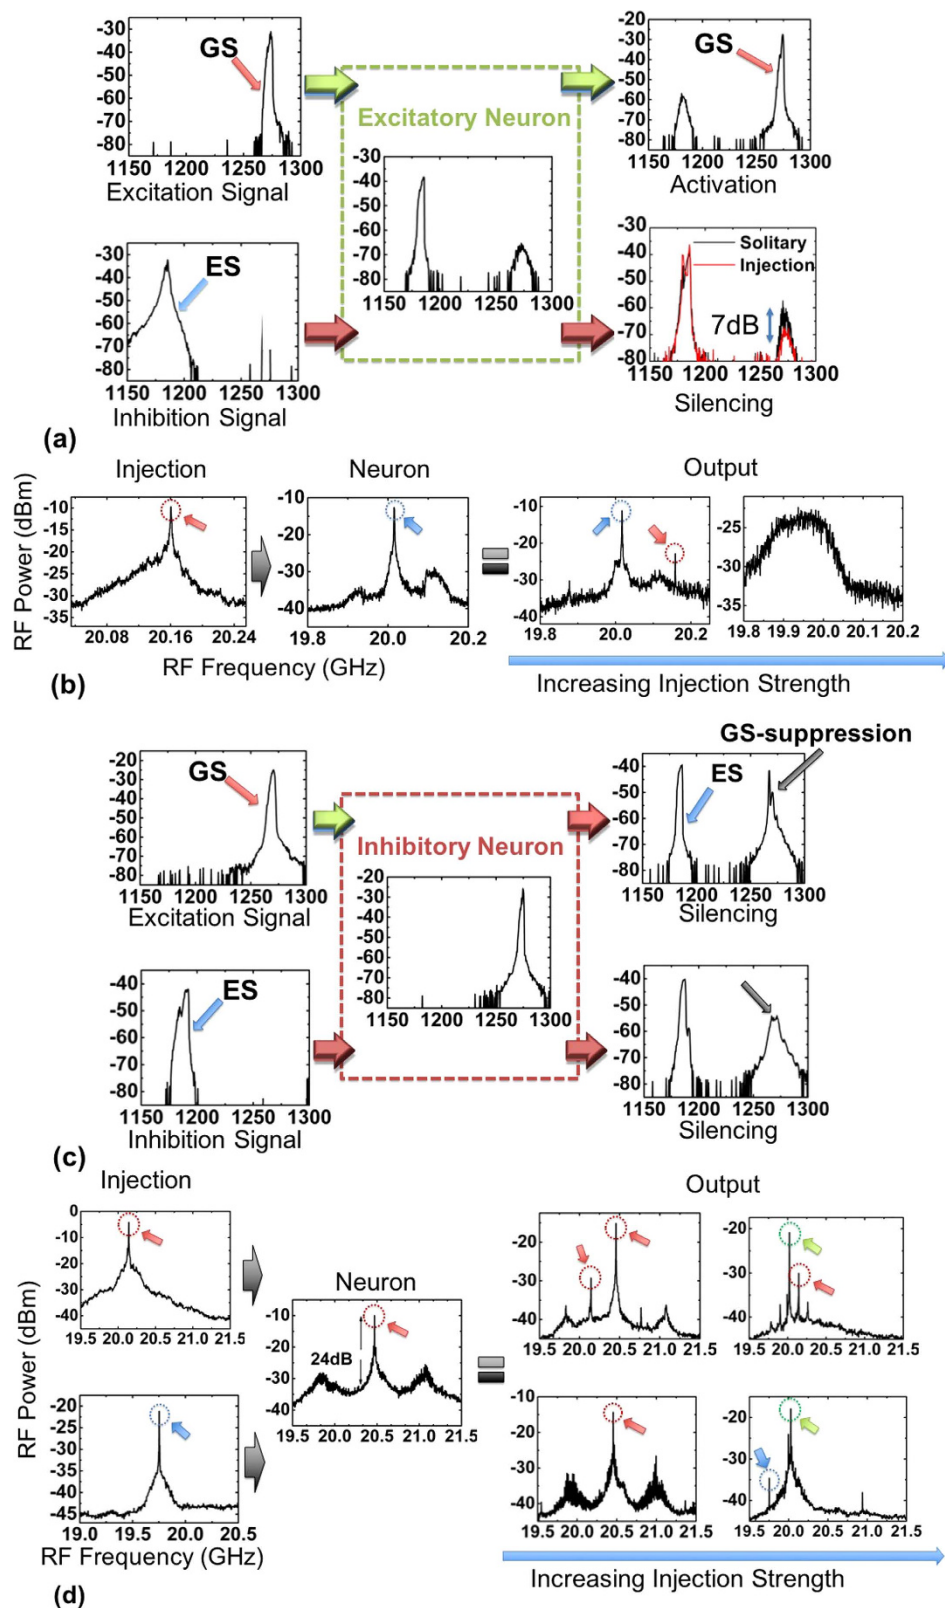 GS
-30
-40
-50
-60
-70
-80
1150 1200 1250 1300
Excitation Signal
Excitatory Neuron
-30
-40
-50
-60
-70
-80
1150 1200 1250 1300
GS
-30
-40
-50
-60
-70
-80
1150 1200 1250 1300
Activation
ES
-30
-40
-50
-60
-70
-80
1150 1200 1250 1300
Inhibition Signal
Solitary
Injection
7dB
-30
-40
-50
-60
-70
-80
1150 1200 1250 1300
Silencing
(a)
Injection
Neuron
Output
RF Power (dBm)
-10
-15
-20
-25
-30
-35
20.08 20.16 20.24
-10
-20
-30
-40
19.8 20.0 20.2
-10
-20
-30
-40
19.8 20.0 20.2
-25
-30
-35
19.8 19.9 20.0 20.1 20.2
RF Frequency (GHz)
Increasing Injection Strength
(b)
GS
-20
-30
-40
-50
-60
-70
-80
1150 1200 1250 1300
Excitation Signal
Inhibitory Neuron
-20
-30
-40
-50
-60
-70
-80
1150 1200 1250 1300
GS-suppression
ES
-40
-50
-60
-70
-80
1150 1200 1250 1300
Silencing
ES
-40
-50
-60
-70
-80
1150 1200 1250 1300
Inhibition Signal
-40
-50
-60
-70
-80
1150 1200 1250 1300
Silencing
(c)
Injection
Output
RF Power (dBm)
0
-10
-20
-30
-40
19.5 20.0 20.5 21.0 21.5
Neuron
24dB
-10
-20
-30
-40
19.5 20.0 20.5 21.0 21.5
-20
-30
-40
19.5 20.0 20.5 21.0 21.5
-20
-30
-40
19.5 20.0 20.5 21.0 21.5
-20
-25
-30
-35
-40
-45
19.0 19.5 20.0 20.5
RF Frequency (GHz)
-10
-20
-30
-40
19.5 20.0 20.5 21.0 21.5
-20
-30
-40
19.5 20.0 20.5 21.0 21.5
Increasing Injection Strength
(d)